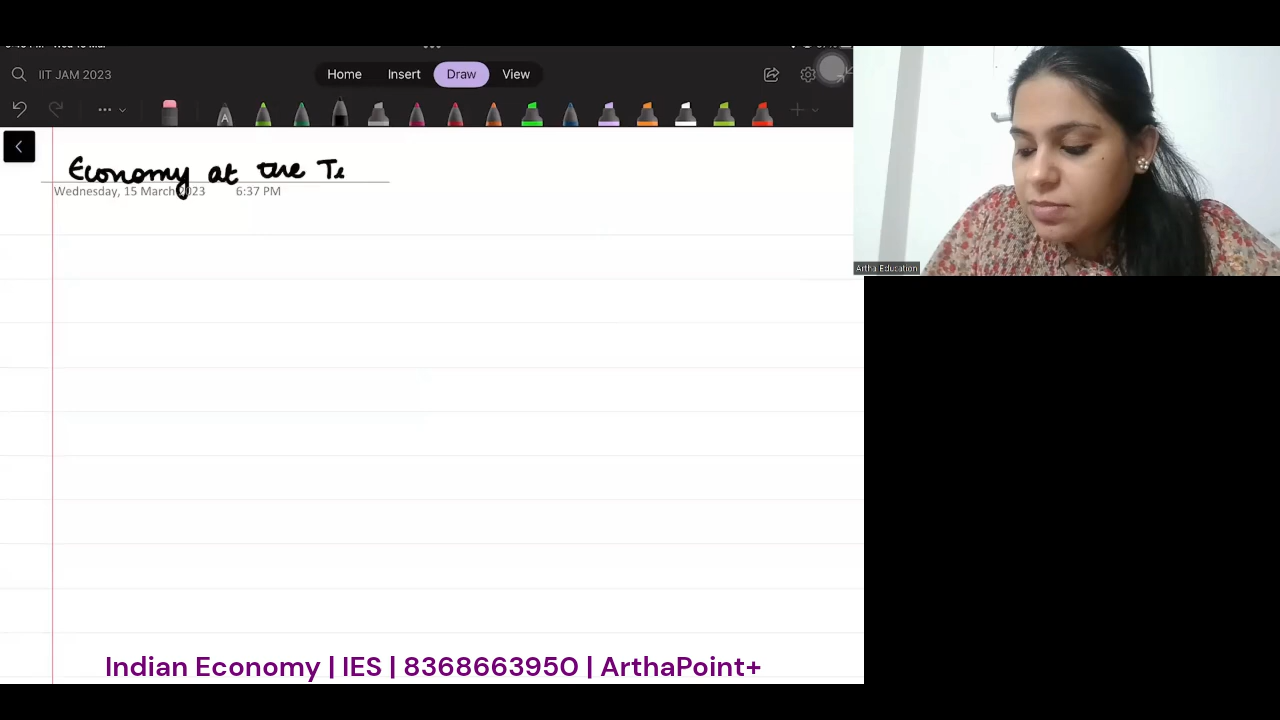 IIT JAM 2023
Home Insert Draw View
A
Economy at the Te
Wednesday, 15 March 2023 6:37 PM
Artha Education
Indian Economy | IES | 8368663950 | ArthaPoint+